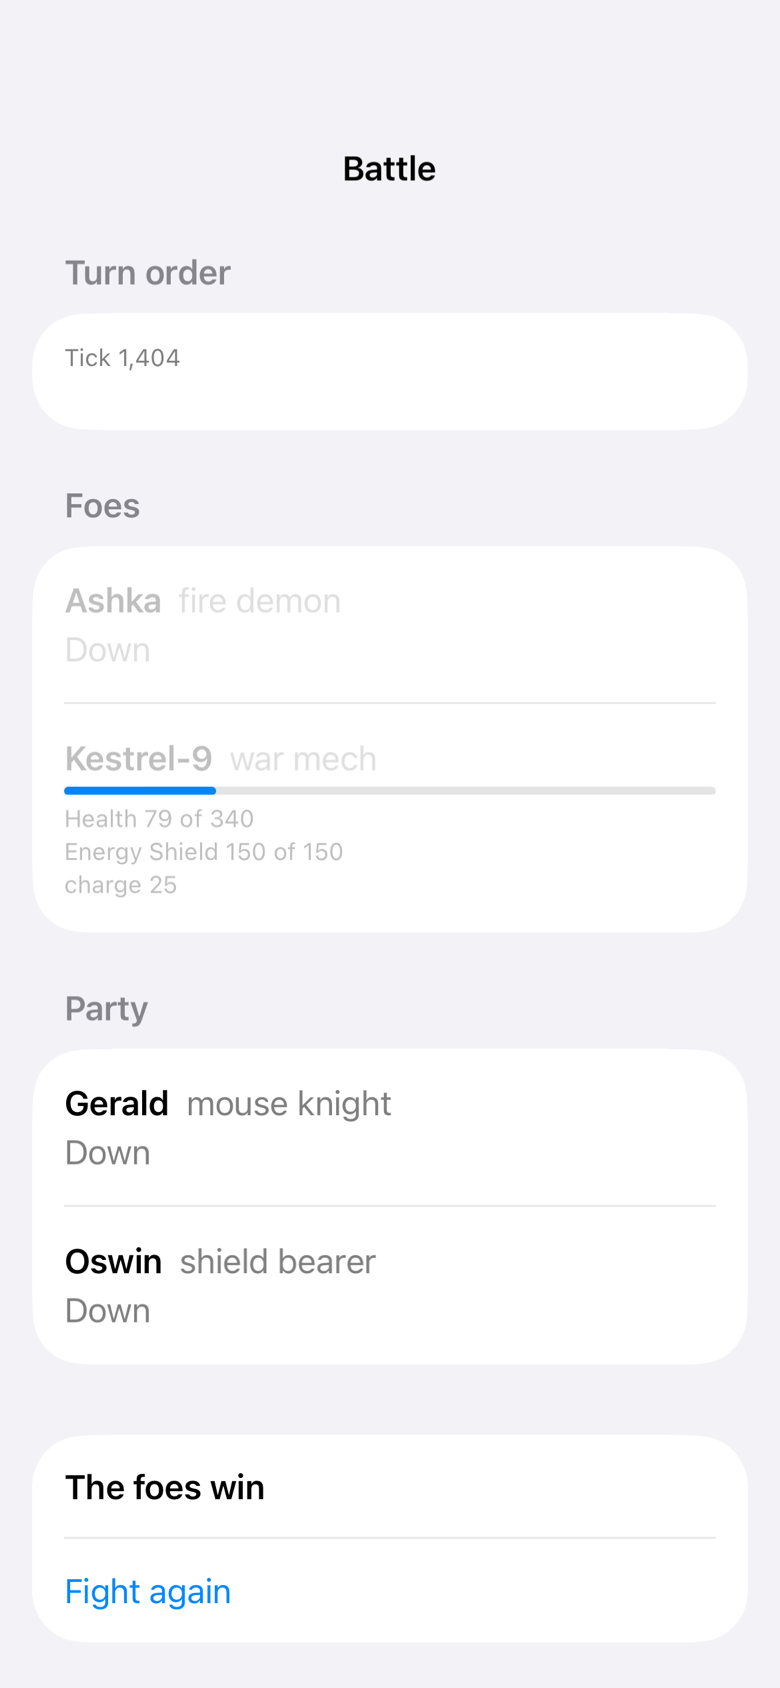 Battle
Turn order
Tick 1,404
Foes
Ashka fire demon
Down
Kestrel-9 war mech
Health 79 of 340
Energy Shield 150 of 150
charge 25
Party
Gerald mouse knight
Down
Oswin shield bearer
Down
The foes win
Fight again